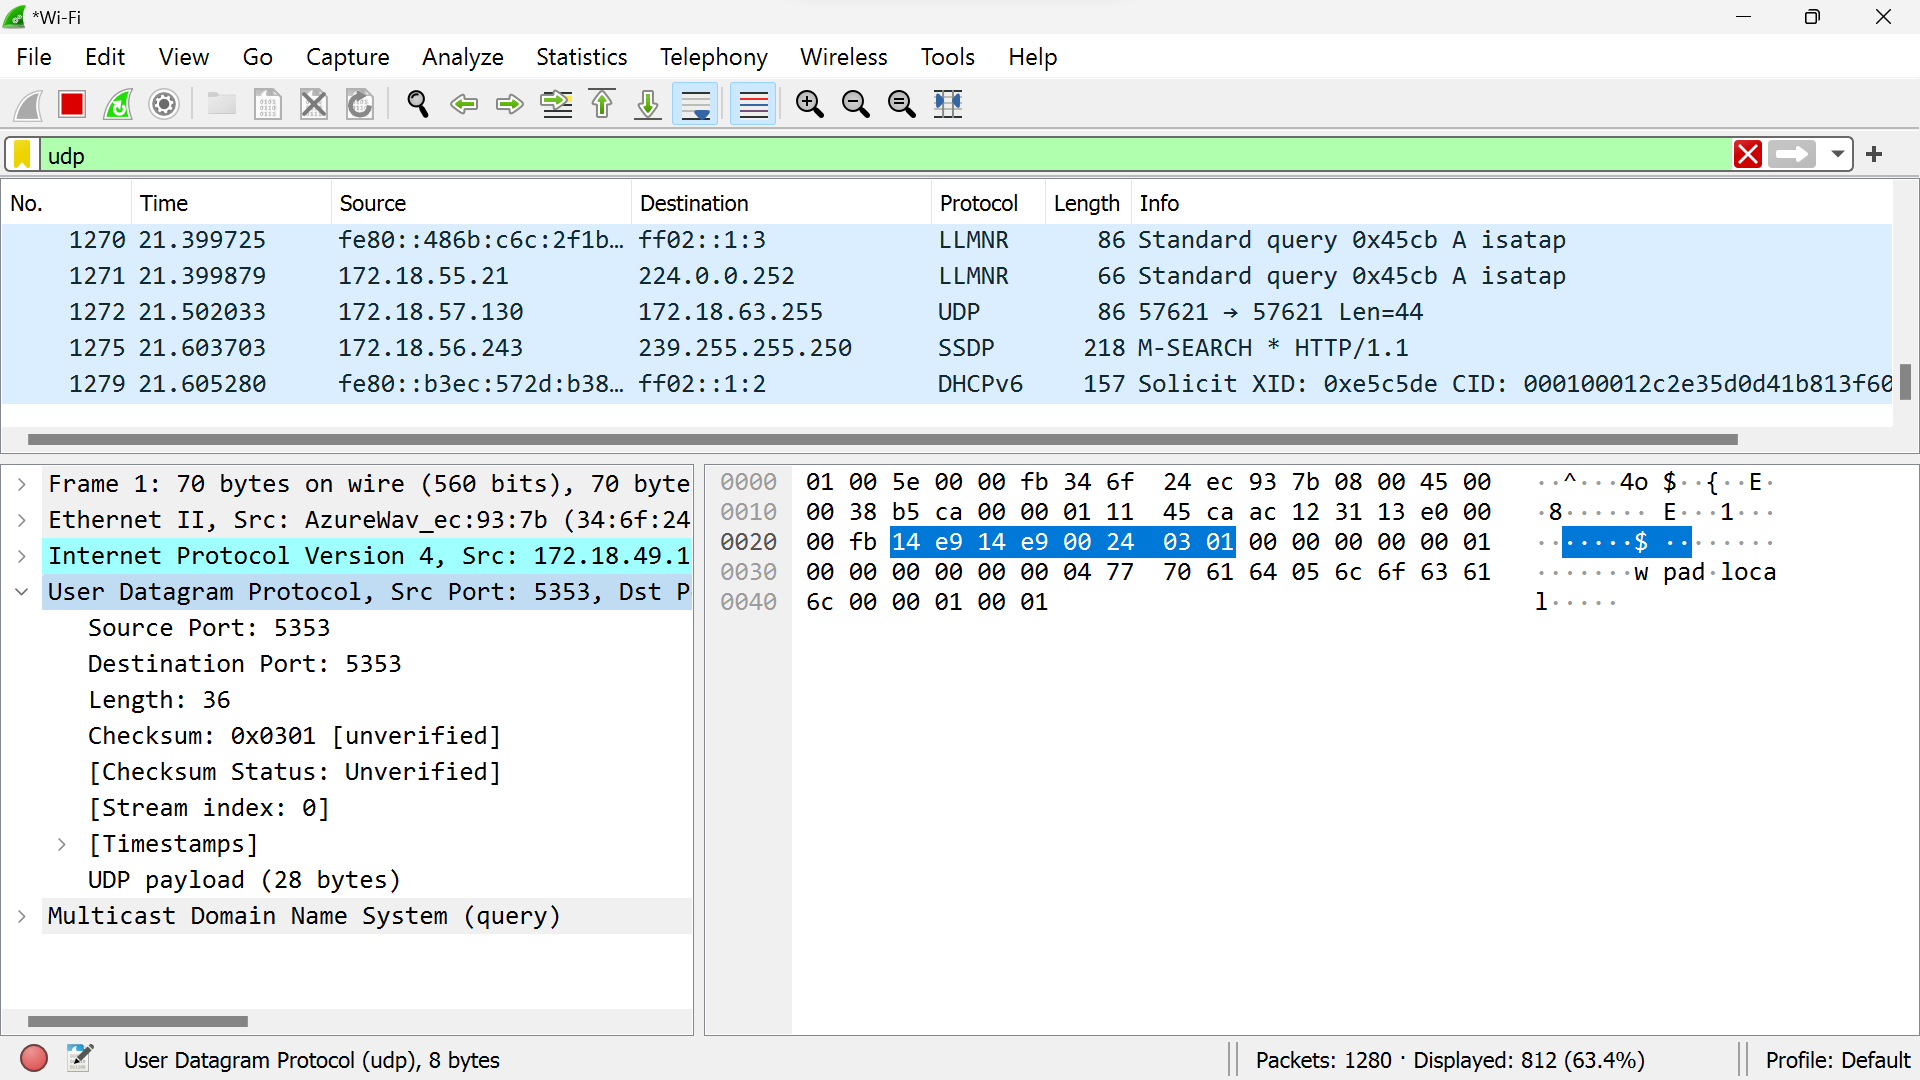 *Wi-Fi
File Edit View Go Capture Analyze Statistics Telephony Wireless Tools Help
udp
No. Time Source Destination Protocol Length Info
1270 21.399725 fe80::486b:c6c:2f1b… ff02::1:3 LLMNR 86 Standard query 0x45cb A isatap
1271 21.399879 172.18.55.21 224.0.0.252 LLMNR 66 Standard query 0x45cb A isatap
1272 21.502033 172.18.57.130 172.18.63.255 UDP 86 57621 → 57621 Len=44
1275 21.603703 172.18.56.243 239.255.255.250 SSDP 218 M-SEARCH * HTTP/1.1
1279 21.605280 fe80::b3ec:572d:b38… ff02::1:2 DHCPv6 157 Solicit XID: 0xe5c5de CID: 000100012c2e35d0d41b813f60
Frame 1: 70 bytes on wire (560 bits), 70 byte
Ethernet II, Src: AzureWav_ec:93:7b (34:6f:24
Internet Protocol Version 4, Src: 172.18.49.1
User Datagram Protocol, Src Port: 5353, Dst P
Source Port: 5353
Destination Port: 5353
Length: 36
Checksum: 0x0301 [unverified]
[Checksum Status: Unverified]
[Stream index: 0]
[Timestamps]
UDP payload (28 bytes)
Multicast Domain Name System (query)
0000 01 00 5e 00 00 fb 34 6f 24 ec 93 7b 08 00 45 00 ··^···4o $··{··E·
0010 00 38 b5 ca 00 00 01 11 45 ca ac 12 31 13 e0 00 ·8······ E···1···
0020 00 fb 14 e9 14 e9 00 24 03 01 00 00 00 00 00 01 ·······$ ········
0030 00 00 00 00 00 00 04 77 70 61 64 05 6c 6f 63 61 ·······w pad·loca
0040 6c 00 00 01 00 01 l·····
User Datagram Protocol (udp), 8 bytes
Packets: 1280 · Displayed: 812 (63.4%)
Profile: Default